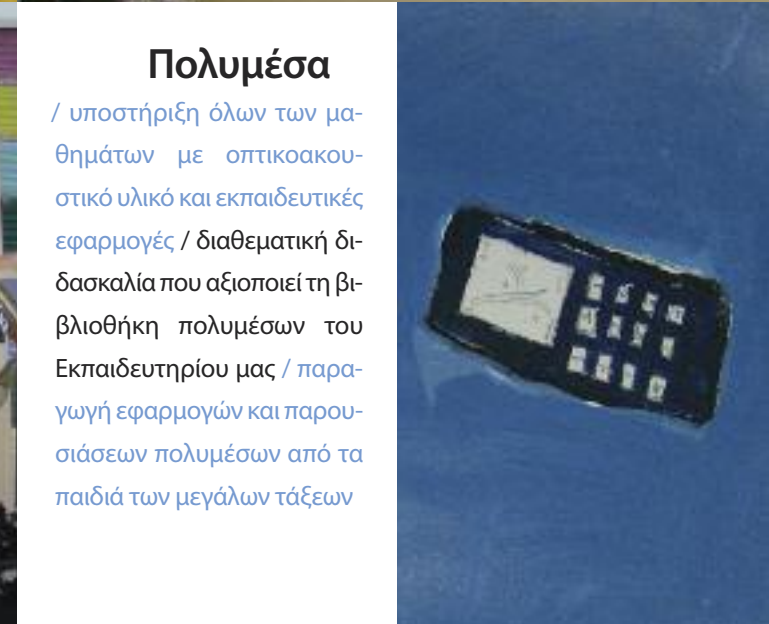 Πολυμέσα
/ υποστήριξη όλων των μα-
θημάτων με οπτικοακου-
στικό υλικό και εκπαιδευτικές
εφαρμογές / διαθεματική δι-
δασκαλία που αξιοποιεί τη βι-
βλιοθήκη πολυμέσων του
Εκπαιδευτηρίου μας / παρα-
γωγή εφαρμογών και παρου-
σιάσεων πολυμέσων από τα
παιδιά των μεγάλων τάξεων